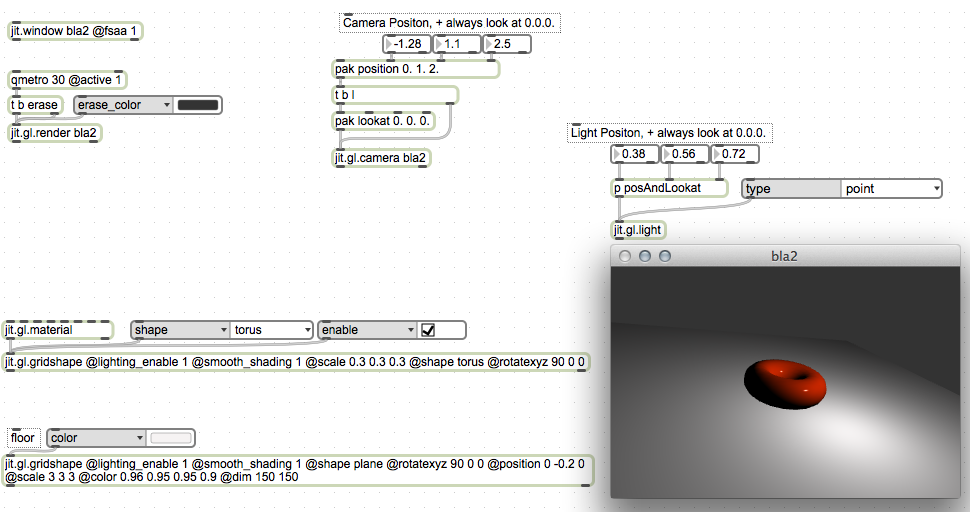 jit.window bla2 @fsaa 1
Camera Positon, + always look at 0.0.0.
-1.28 1.1 2.5
pak position 0. 1. 2.
qmetro 30 @active 1
t b erase erase_color
t b l
pak lookat 0. 0. 0.
jit.gl.render bla2
jit.gl.camera bla2
Light Positon, + always look at 0.0.0.
0.38 0.56 0.72
p posAndLookat type point
jit.gl.light
bla2
jit.gl.material shape torus enable
jit.gl.gridshape @lighting_enable 1 @smooth_shading 1 @scale 0.3 0.3 0.3 @shape torus @rotatexyz 90 0 0
floor color
jit.gl.gridshape @lighting_enable 1 @smooth_shading 1 @shape plane @rotatexyz 90 0 0 @position 0 -0.2 0
@scale 3 3 3 @color 0.96 0.95 0.95 0.9 @dim 150 150